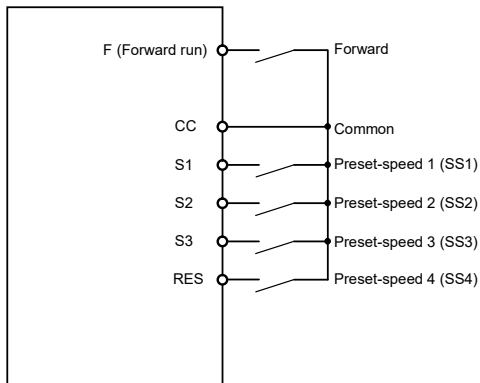 F (Forward run) Forward
CC Common
S1 Preset-speed 1 (SS1)
S2 Preset-speed 2 (SS2)
S3 Preset-speed 3 (SS3)
RES Preset-speed 4 (SS4)